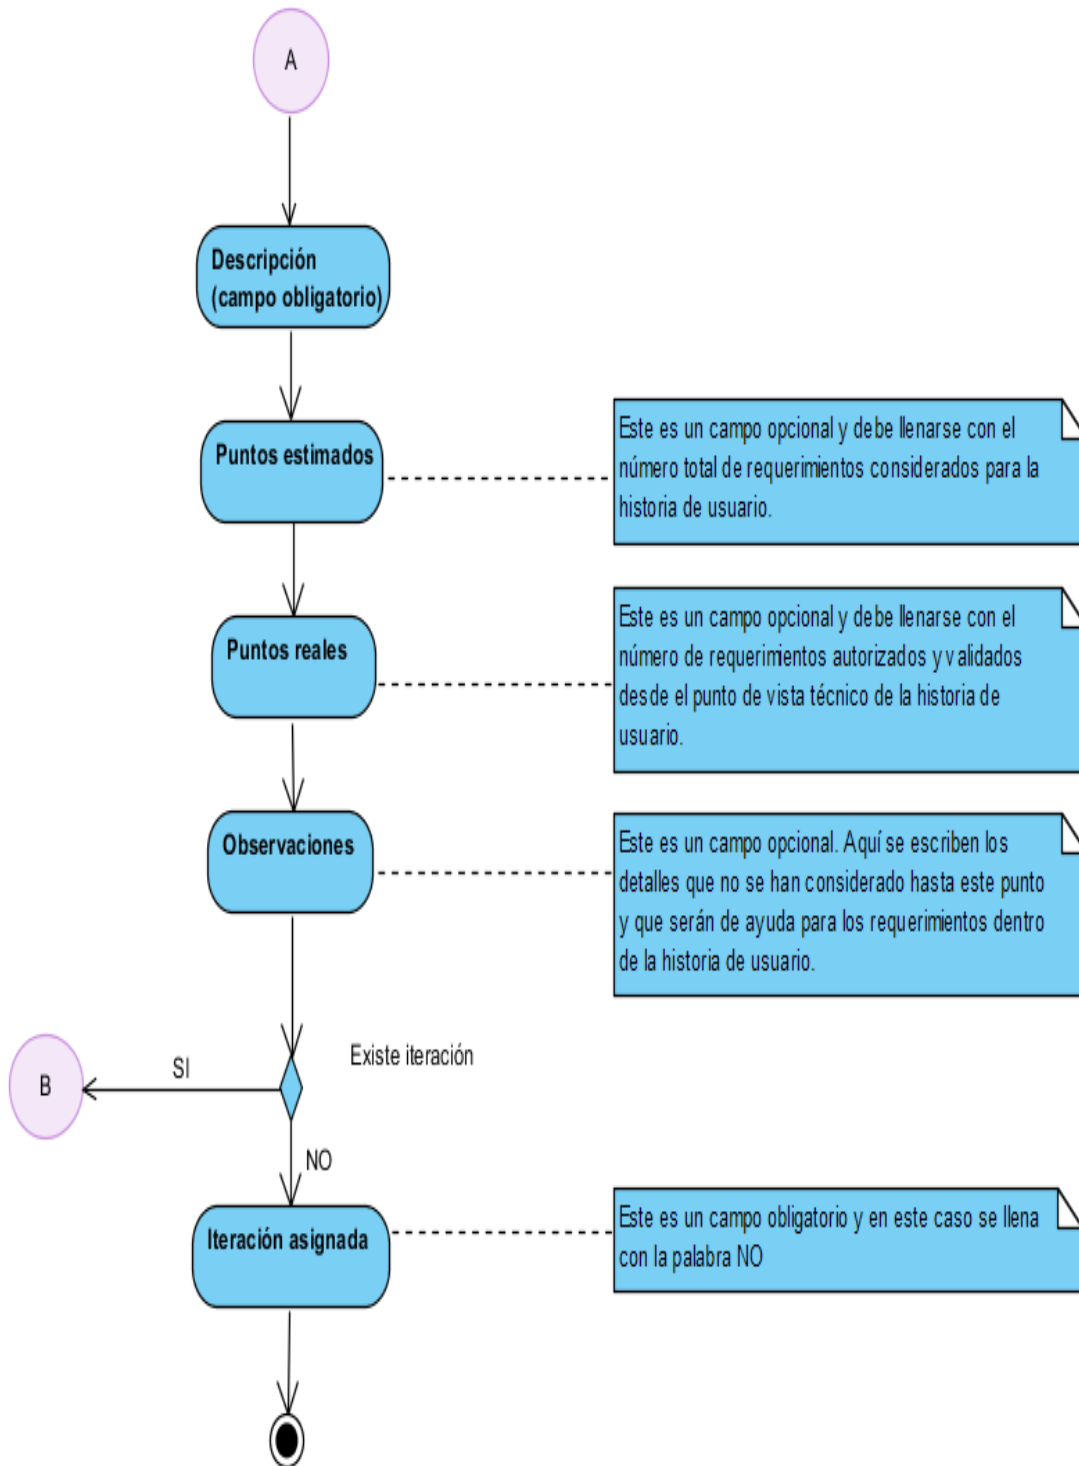 A
Descripción
(campo obligatorio)
Puntos estimados
Este es un campo opcional y debe llenarse con el
número total de requerimientos considerados para la
historia de usuario.
Puntos reales
Este es un campo opcional y debe llenarse con el
número de requerimientos autorizados y validados
desde el punto de vista técnico de la historia de
usuario.
Observaciones
Este es un campo opcional. Aquí se escriben los
detalles que no se han considerado hasta este punto
y que serán de ayuda para los requerimientos dentro
de la historia de usuario.
Existe iteración
SI
B
NO
Iteración asignada
Este es un campo obligatorio y en este caso se llena
con la palabra NO